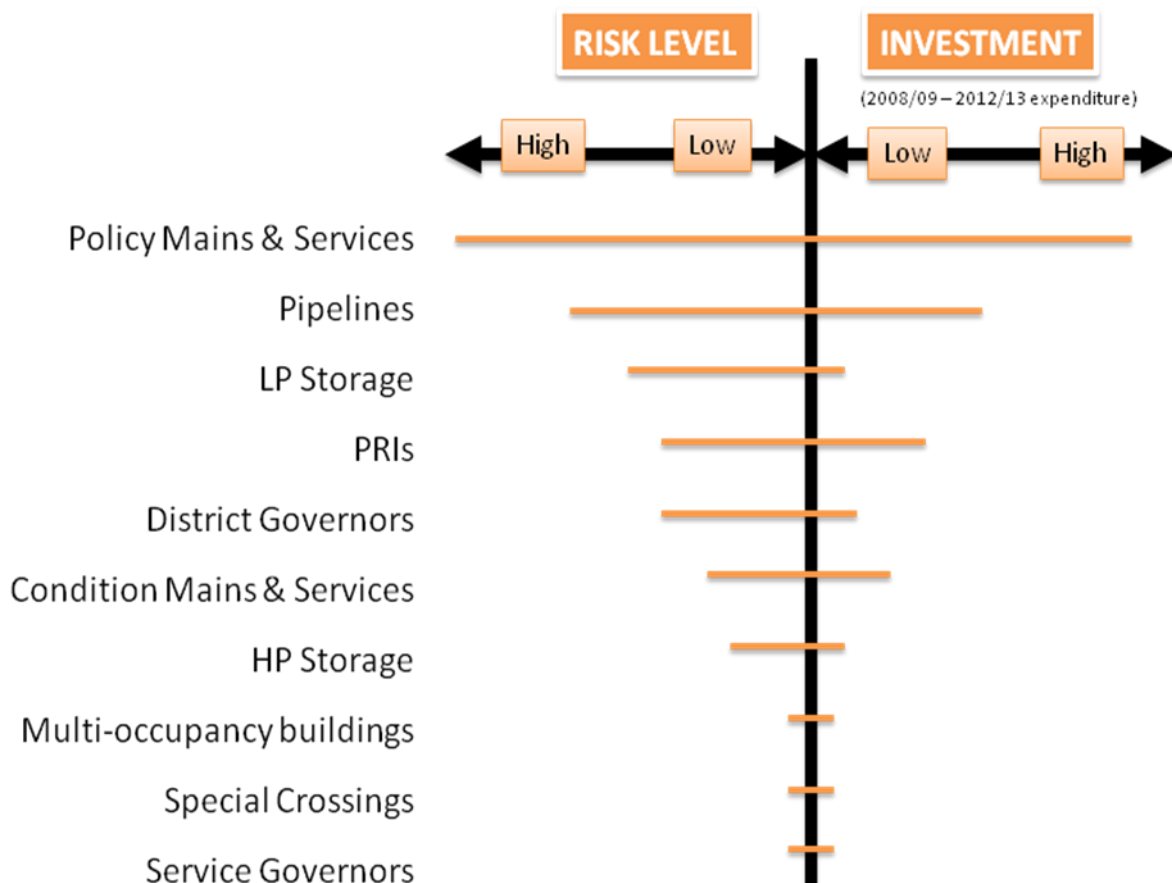 RISK LEVEL
INVESTMENT
(2008/09 – 2012/13 expenditure)
High
Low
Low
High
Policy Mains & Services
Pipelines
LP Storage
PRIs
District Governors
Condition Mains & Services
HP Storage
Multi-occupancy buildings
Special Crossings
Service Governors